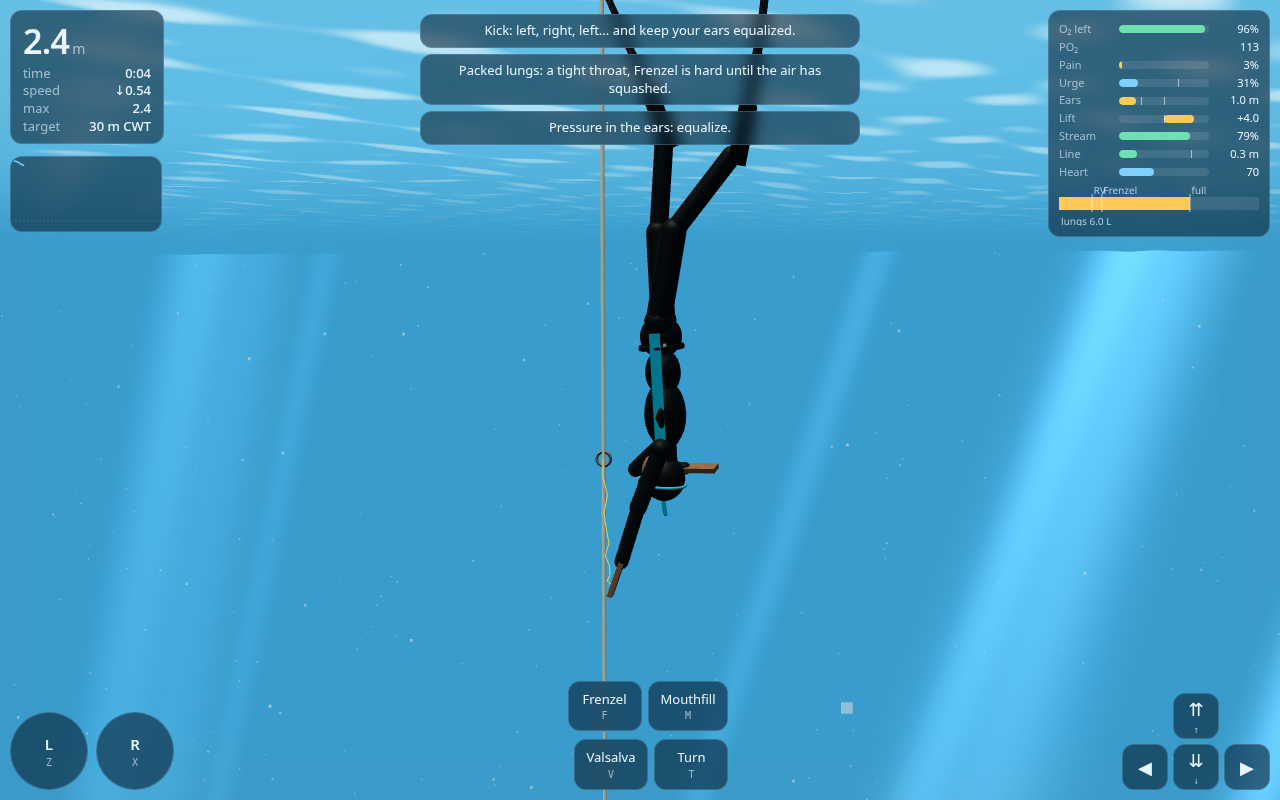 2.4 m
time 0:04
speed ↓0.54
max 2.4
target 30 m CWT
Kick: left, right, left... and keep your ears equalized.
Packed lungs: a tight throat, Frenzel is hard until the air has
squashed.
Pressure in the ears: equalize.
O₂ left 96%
PO₂ 113
Pain 3%
Urge 31%
Ears 1.0 m
Lift +4.0
Stream 79%
Line 0.3 m
Heart 70
RV Frenzel full
lungs 6.0 L
L
Z
R
X
Frenzel
F
Mouthfill
M
Valsalva
V
Turn
T
⇈
↑
◀
⇊
↓
▶